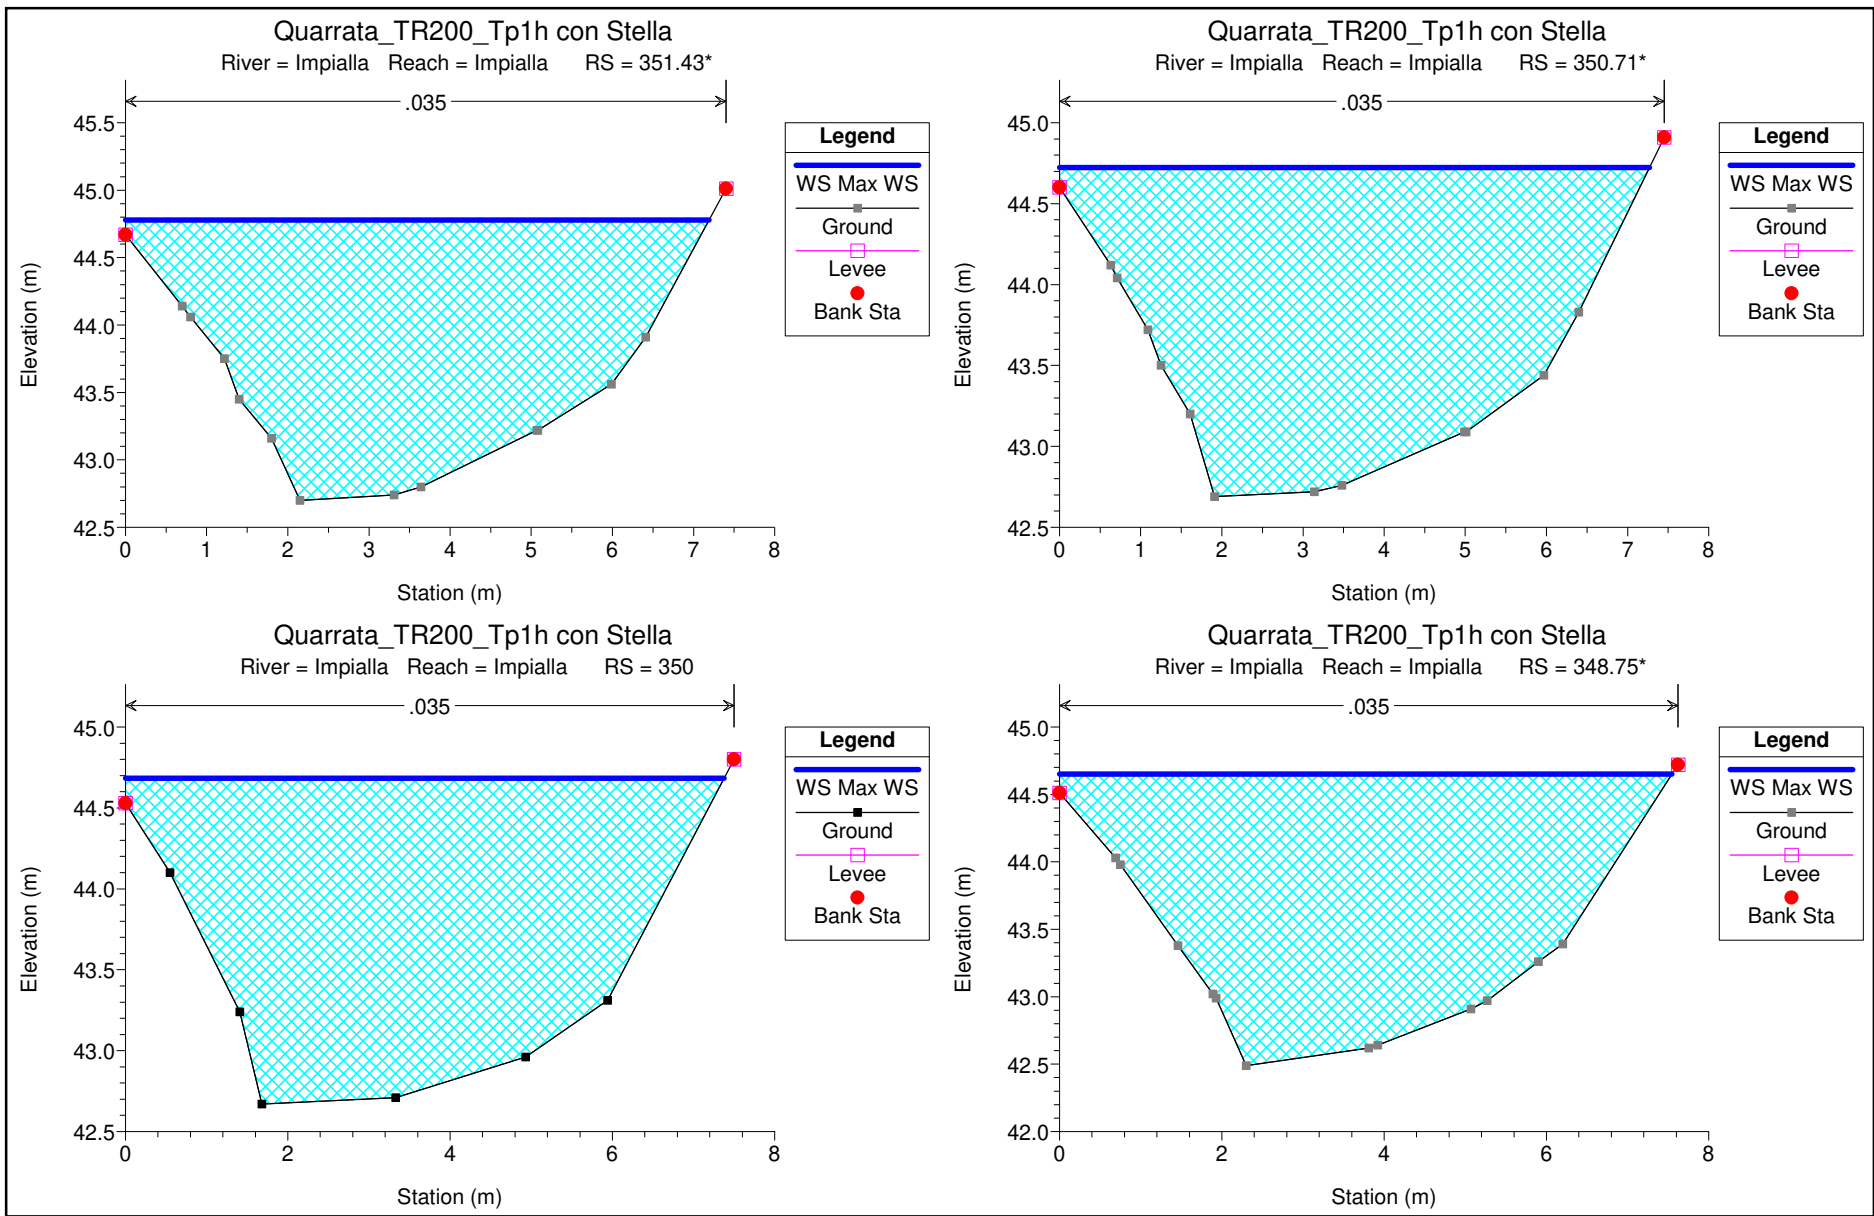 Quarrata_TR200_Tp1h con Stella
River = Impialla Reach = Impialla RS = 351.43*
.035
45.5
45.0
44.5
44.0
43.5
43.0
42.5
0 1 2 3 4 5 6 7 8
Station (m)
Elevation (m)
Legend
WS Max WS
Ground
Levee
Bank Sta
Quarrata_TR200_Tp1h con Stella
River = Impialla Reach = Impialla RS = 350.71*
.035
45.0
44.5
44.0
43.5
43.0
42.5
0 1 2 3 4 5 6 7 8
Station (m)
Elevation (m)
Legend
WS Max WS
Ground
Levee
Bank Sta
Quarrata_TR200_Tp1h con Stella
River = Impialla Reach = Impialla RS = 350
.035
45.0
44.5
44.0
43.5
43.0
42.5
0 2 4 6 8
Station (m)
Elevation (m)
Legend
WS Max WS
Ground
Levee
Bank Sta
Quarrata_TR200_Tp1h con Stella
River = Impialla Reach = Impialla RS = 348.75*
.035
45.0
44.5
44.0
43.5
43.0
42.5
42.0
0 2 4 6 8
Station (m)
Elevation (m)
Legend
WS Max WS
Ground
Levee
Bank Sta